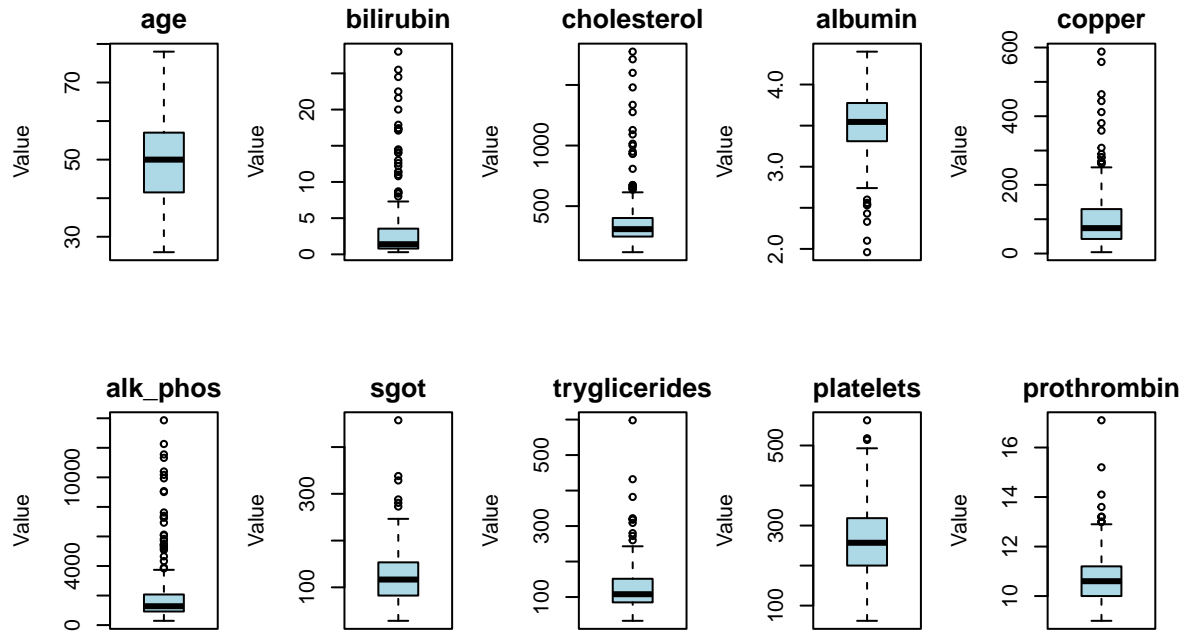 age bilirubin cholesterol albumin copper
Value 30 50 70
Value 0 5 10 20
Value 500 1000
Value 2.0 3.0 4.0
Value 0 200 400 600
alk_phos sgot tryglicerides platelets prothrombin
Value 0 4000 10000
Value 100 300
Value 100 300 500
Value 100 300 500
Value 10 12 14 16